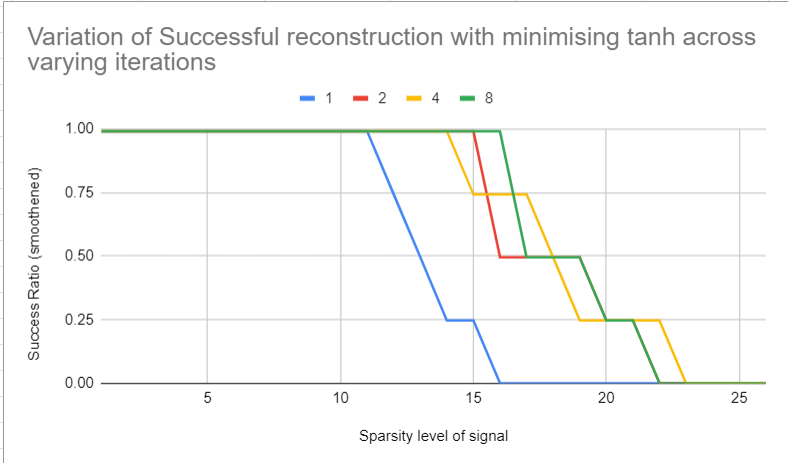 Variation of Successful reconstruction with minimising tanh across
varying iterations
1 2 4 8
Success Ratio (smoothened)
1.00
0.75
0.50
0.25
0.00
5 10 15 20 25
Sparsity level of signal